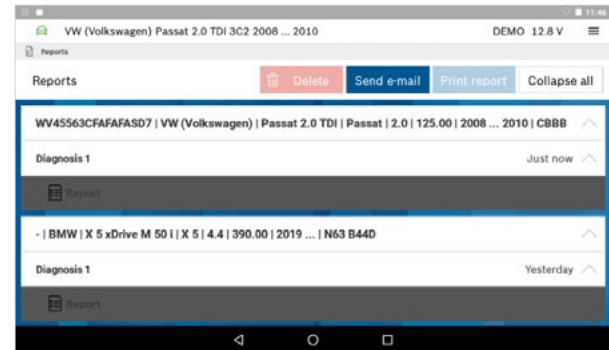 11:46
VW (Volkswagen) Passat 2.0 TDI 3C2 2008 ... 2010 DEMO 12.8 V
Reports
Reports Delete Send e-mail Print report Collapse all
WV45563CFAFAFASD7 | VW (Volkswagen) | Passat 2.0 TDI | Passat | 2.0 | 125.00 | 2008 ... 2010 | CBBB
Diagnosis 1 Just now
Report
- | BMW | X 5 xDrive M 50 i | X 5 | 4.4 | 390.00 | 2019 ... | N63 B44D
Diagnosis 1 Yesterday
Report